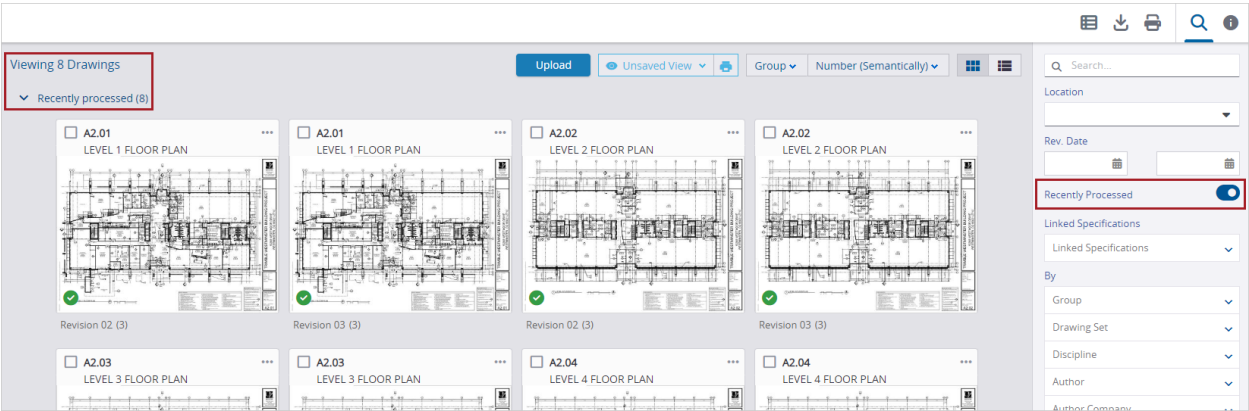 Viewing 8 Drawings
Upload
Unsaved View
Group
Number (Semantically)
Recently processed (8)
A2.01
LEVEL 1 FLOOR PLAN
Revision 02 (3)
A2.01
LEVEL 1 FLOOR PLAN
Revision 03 (3)
A2.02
LEVEL 2 FLOOR PLAN
Revision 02 (3)
A2.02
LEVEL 2 FLOOR PLAN
Revision 03 (3)
A2.03
LEVEL 3 FLOOR PLAN
A2.03
LEVEL 3 FLOOR PLAN
A2.04
LEVEL 4 FLOOR PLAN
A2.04
LEVEL 4 FLOOR PLAN
Search...
Location
Rev. Date
Recently Processed
Linked Specifications
Linked Specifications
By
Group
Drawing Set
Discipline
Author
Author Company